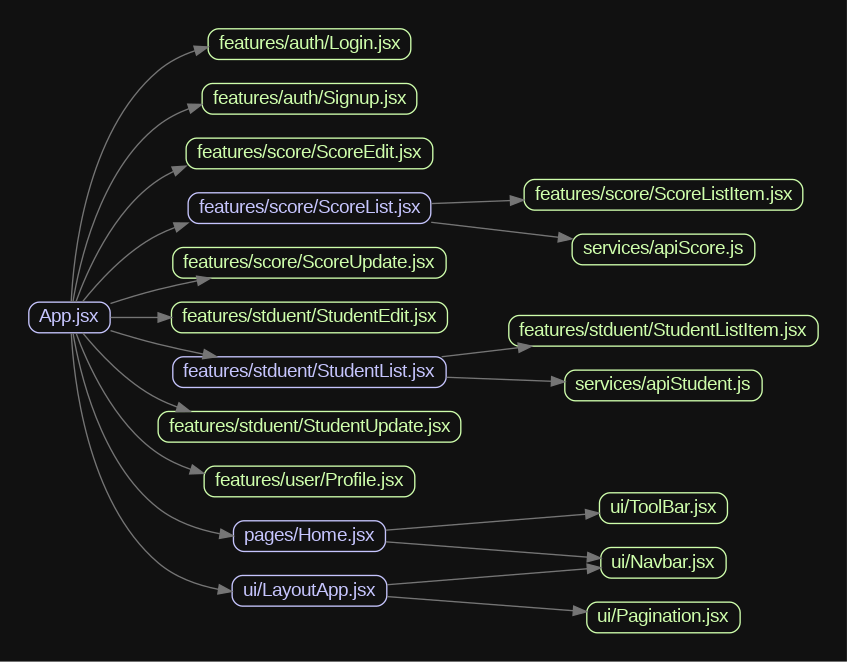 features/auth/Login.jsx
features/auth/Signup.jsx
features/score/ScoreEdit.jsx
features/score/ScoreList.jsx
features/score/ScoreListItem.jsx
services/apiScore.js
features/score/ScoreUpdate.jsx
App.jsx
features/stduent/StudentEdit.jsx
features/stduent/StudentListItem.jsx
features/stduent/StudentList.jsx
services/apiStudent.js
features/stduent/StudentUpdate.jsx
features/user/Profile.jsx
pages/Home.jsx
ui/ToolBar.jsx
ui/Navbar.jsx
ui/LayoutApp.jsx
ui/Pagination.jsx